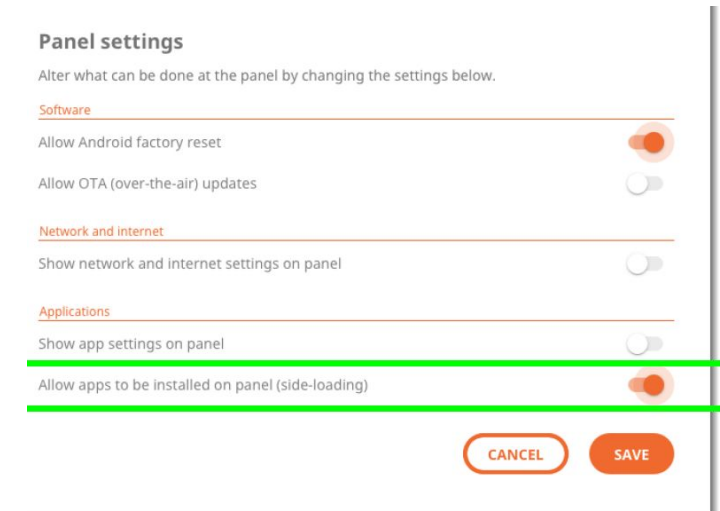 Panel settings
Alter what can be done at the panel by changing the settings below.
Software
Allow Android factory reset
Allow OTA (over-the-air) updates
Network and internet
Show network and internet settings on panel
Applications
Show app settings on panel
Allow apps to be installed on panel (side-loading)
CANCEL SAVE